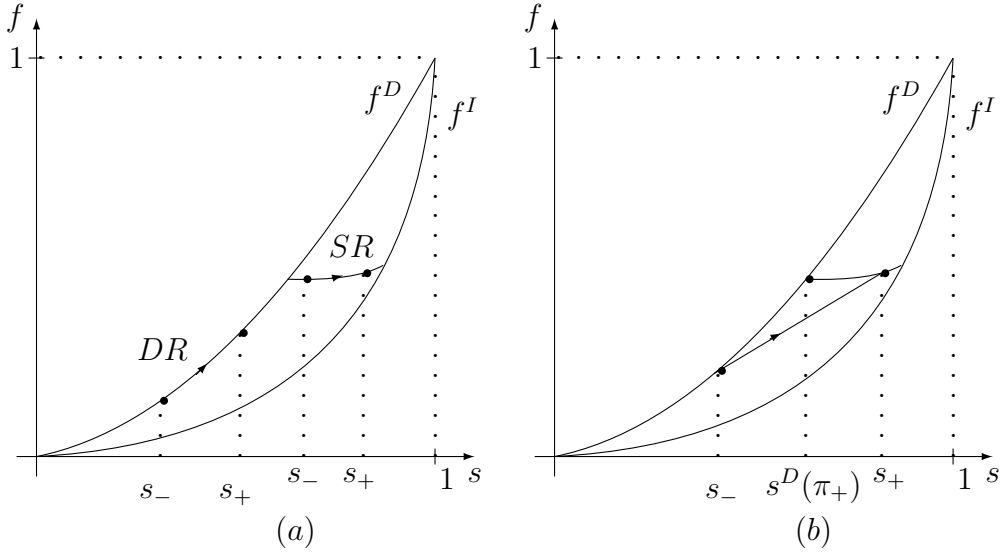 f
1
f^D
f^I
SR
DR
s_-
s_+
s_-
s_+
1
s
(a)
f
1
f^D
f^I
s_-
s^D(π_+)
s_+
1
s
(b)